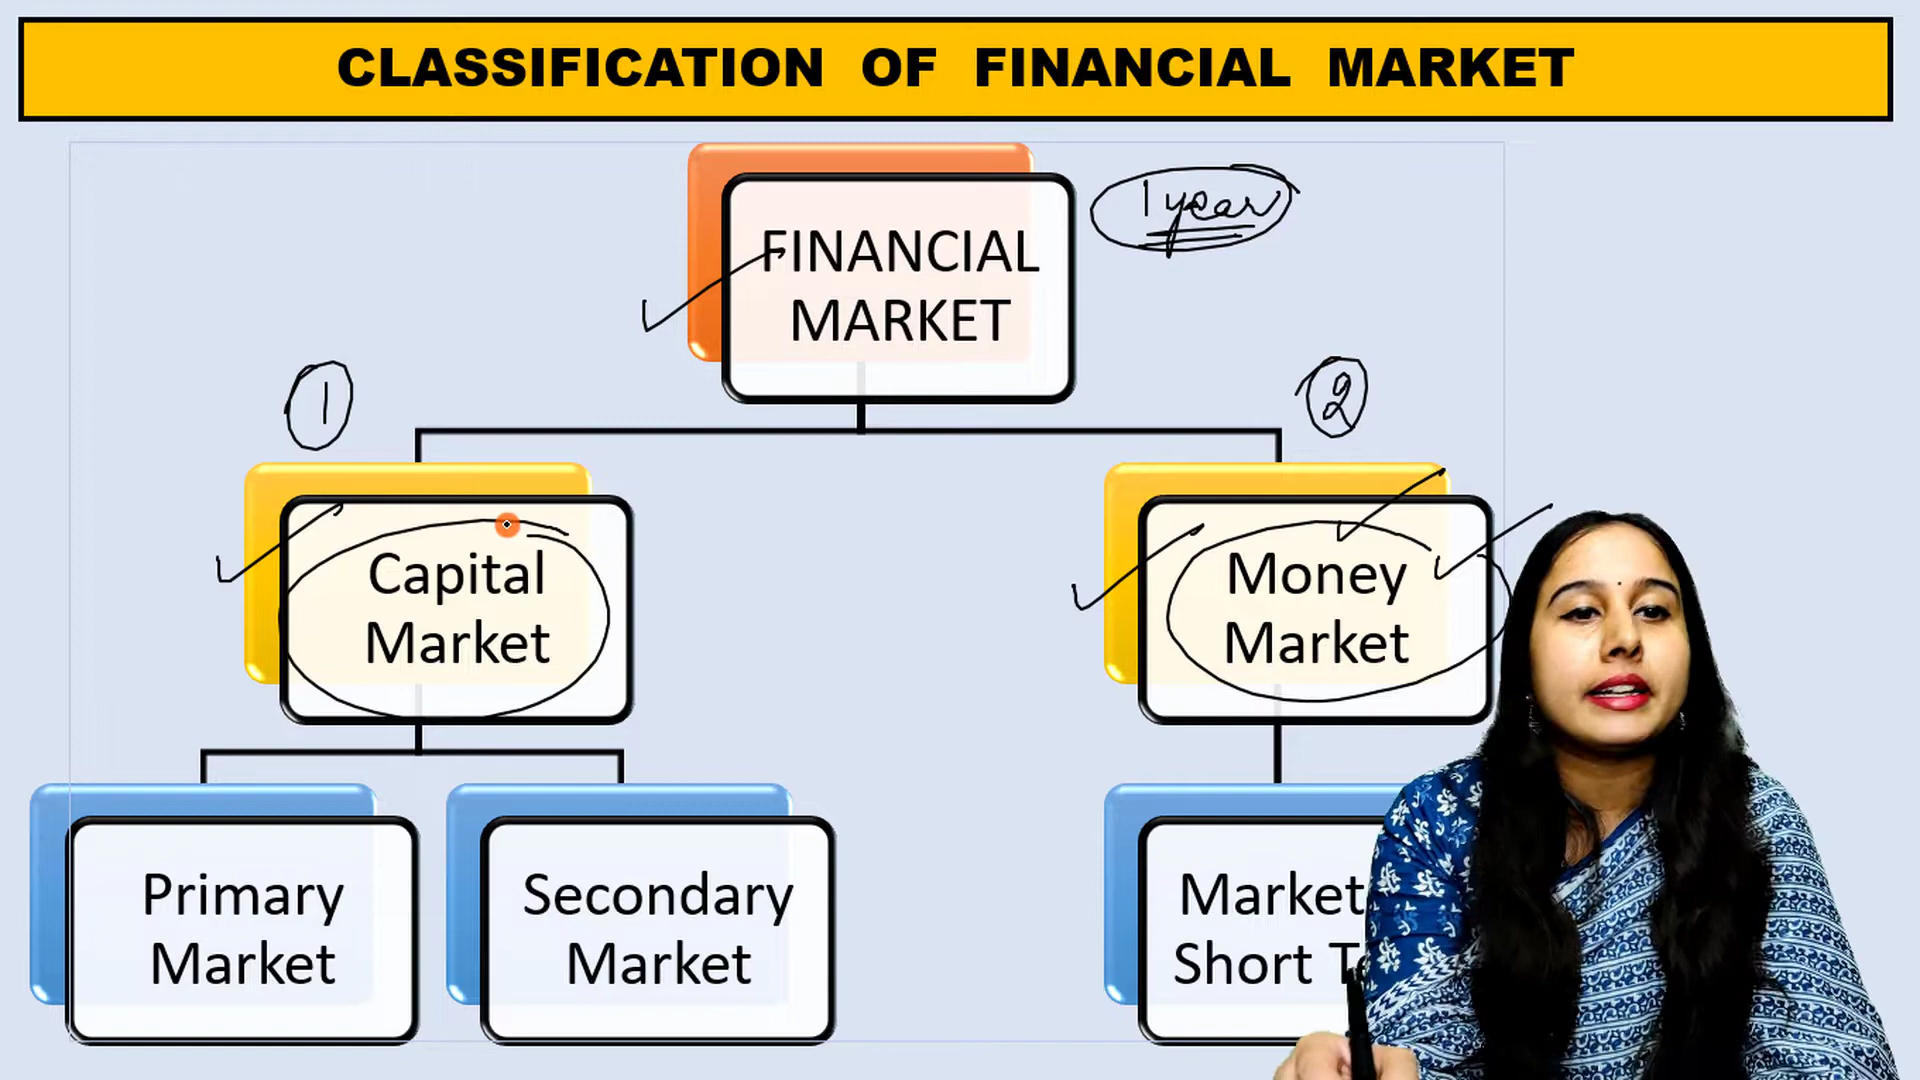 CLASSIFICATION OF FINANCIAL MARKET
1 year
FINANCIAL
MARKET
1
2
Capital
Market
Money
Market
Primary
Market
Secondary
Market
Market
Short